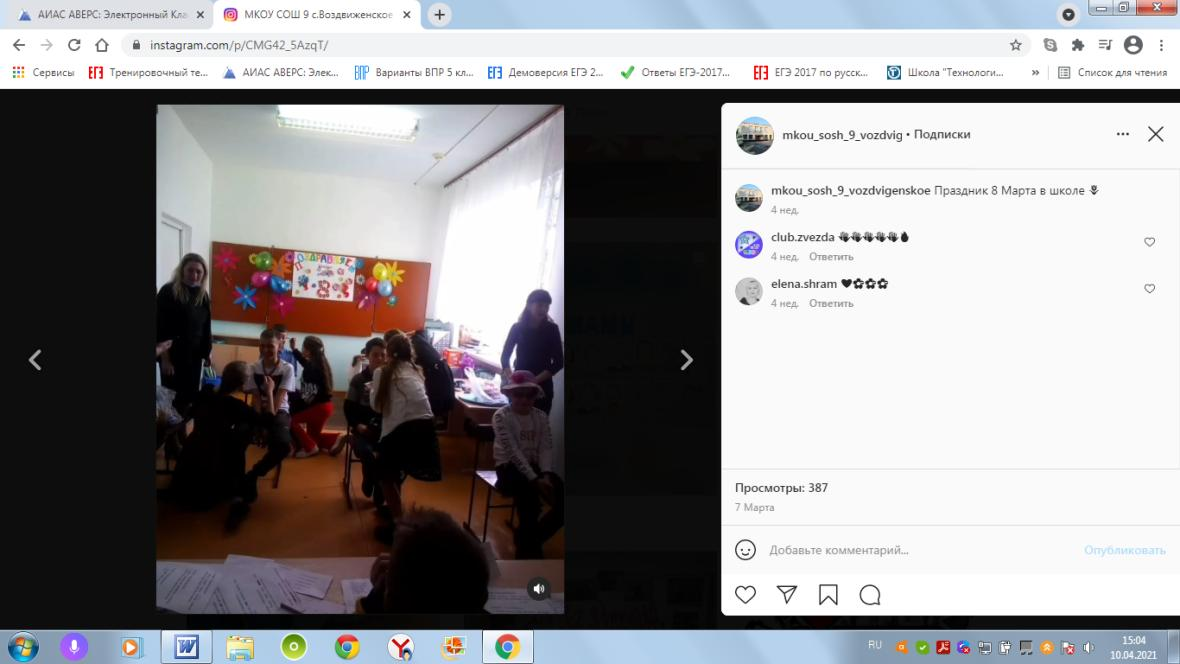 АИАС АВЕРС: Электронный Кла
МКОУ СОШ 9 с.Воздвиженское
instagram.com/p/CMG42_5AzqT/
Сервисы
Тренировочный те...
АИАС АВЕРС: Элек...
Варианты ВПР 5 кл...
Демоверсия ЕГЭ 2...
Ответы ЕГЭ-2017...
ЕГЭ 2017 по русск...
Школа "Технологи...
»
Список для чтения
ПОЗДРАВЛЯЕМ
8
mkou_sosh_9_vozdvig • Подписки
mkou_sosh_9_vozdvigenskoe Праздник 8 Марта в школе
4 нед.
club.zvezda
4 нед. Ответить
elena.shram
4 нед. Ответить
Просмотры: 387
7 Марта
Добавьте комментарий...
Опубликовать
RU
15:04
10.04.2021